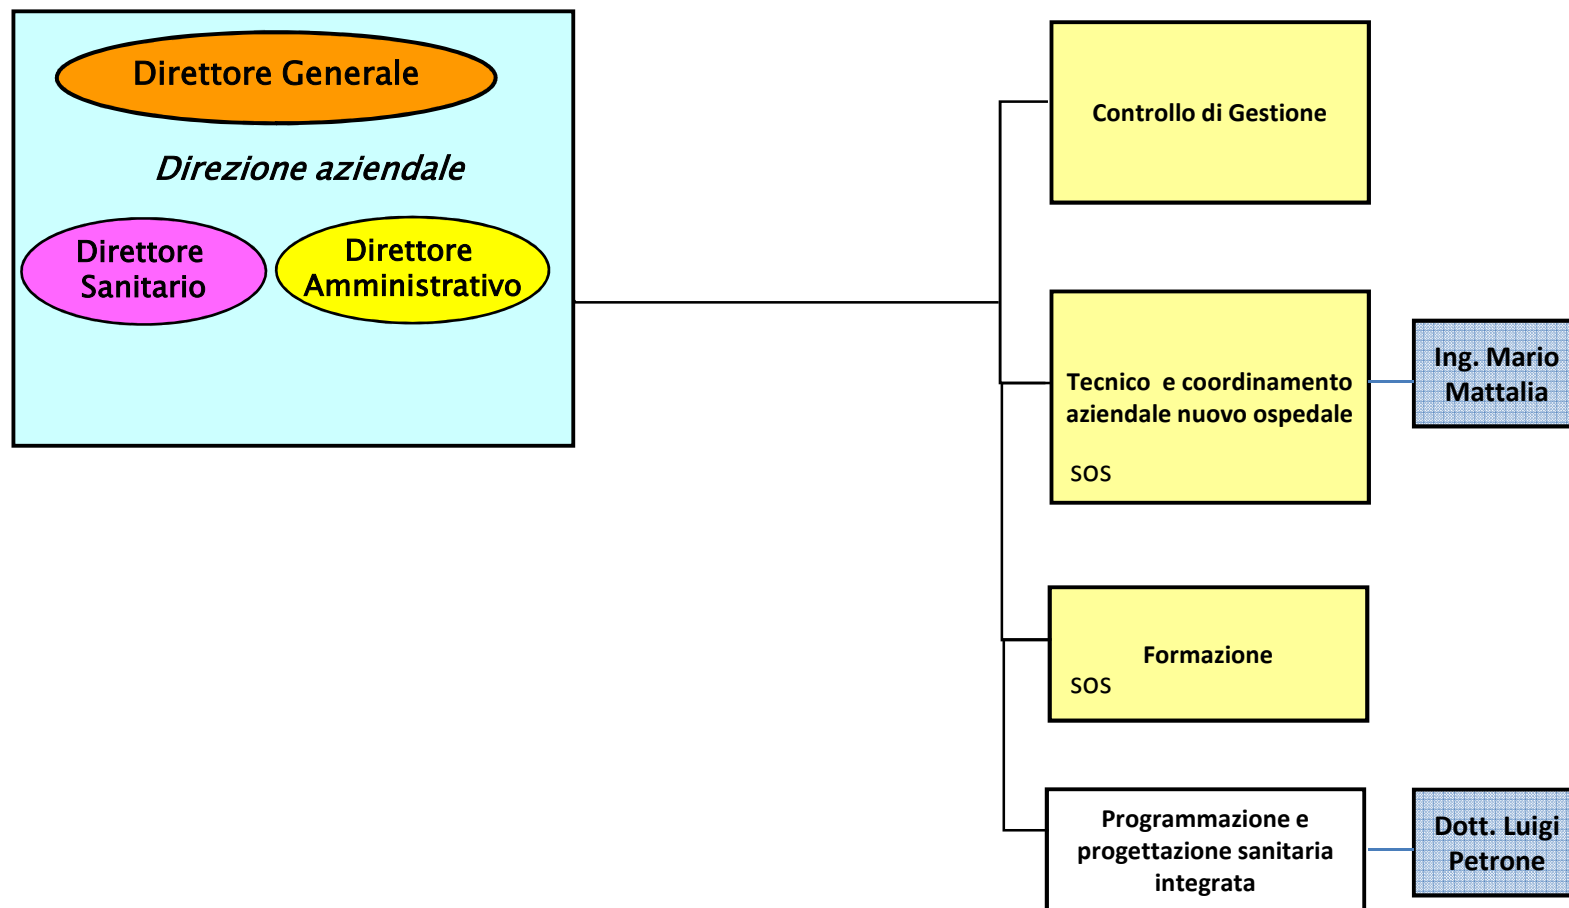 Direttore Generale
Direzione aziendale
Direttore
Sanitario
Direttore
Amministrativo
Controllo di Gestione
Tecnico e coordinamento
aziendale nuovo ospedale
SOS
Ing. Mario
Mattalia
Formazione
SOS
Programmazione e
progettazione sanitaria
integrata
Dott. Luigi
Petrone